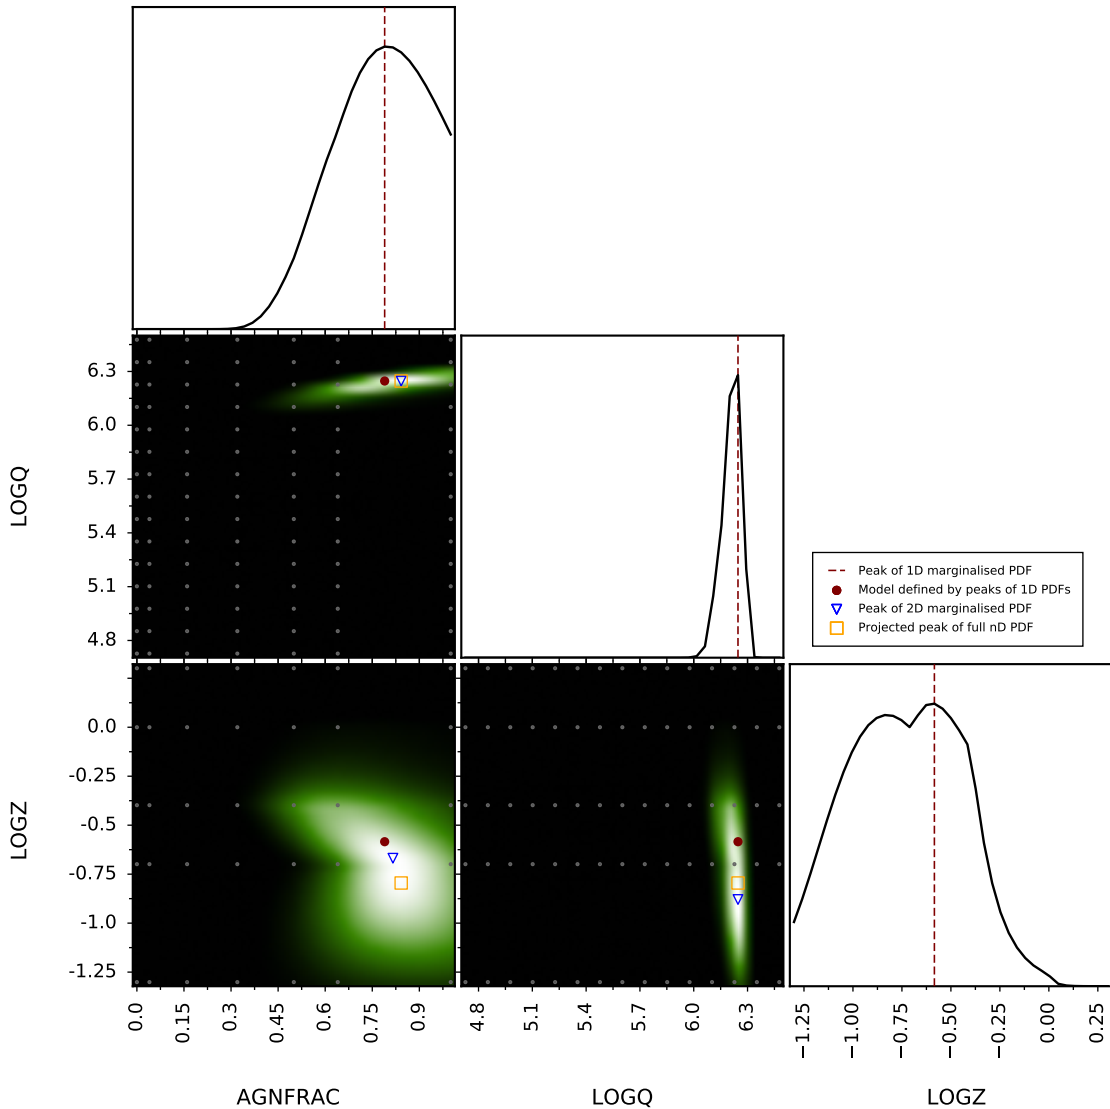 6.3
6.0
5.7
5.4
5.1
4.8
LOGQ
Peak of 1D marginalised PDF
Model defined by peaks of 1D PDFs
Peak of 2D marginalised PDF
Projected peak of full nD PDF
0.0
-0.25
-0.5
-0.75
-1.0
-1.25
LOGZ
0.0 0.15 0.3 0.45 0.6 0.75 0.9
4.8 5.1 5.4 5.7 6.0 6.3
−1.25 −1.00 −0.75 −0.50 −0.25 0.00 0.25
AGNFRAC LOGQ LOGZ